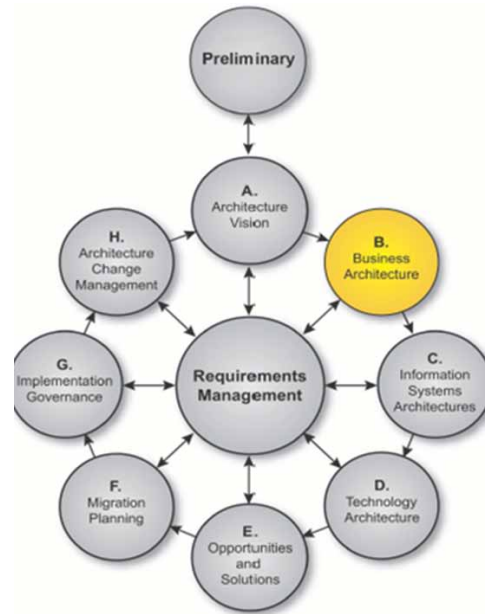 Preliminary
A.
Architecture
Vision
B.
Business
Architecture
C.
Information
Systems
Architectures
D.
Technology
Architecture
E.
Opportunities
and
Solutions
F.
Migration
Planning
G.
Implementation
Governance
H.
Architecture
Change
Management
Requirements
Management